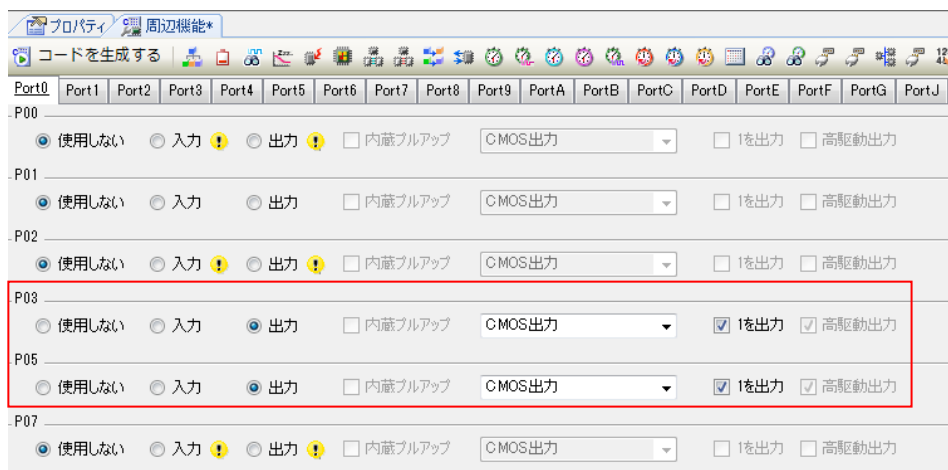 プロパティ 周辺機能*
コードを生成する
Port0 Port1 Port2 Port3 Port4 Port5 Port6 Port7 Port8 Port9 PortA PortB PortC PortD PortE PortF PortG PortJ
P00
使用しない 入力 出力 内蔵プルアップ CMOS出力 1を出力 高駆動出力
P01
使用しない 入力 出力 内蔵プルアップ CMOS出力 1を出力 高駆動出力
P02
使用しない 入力 出力 内蔵プルアップ CMOS出力 1を出力 高駆動出力
P03
使用しない 入力 出力 内蔵プルアップ CMOS出力 1を出力 高駆動出力
P05
使用しない 入力 出力 内蔵プルアップ CMOS出力 1を出力 高駆動出力
P07
使用しない 入力 出力 内蔵プルアップ CMOS出力 1を出力 高駆動出力